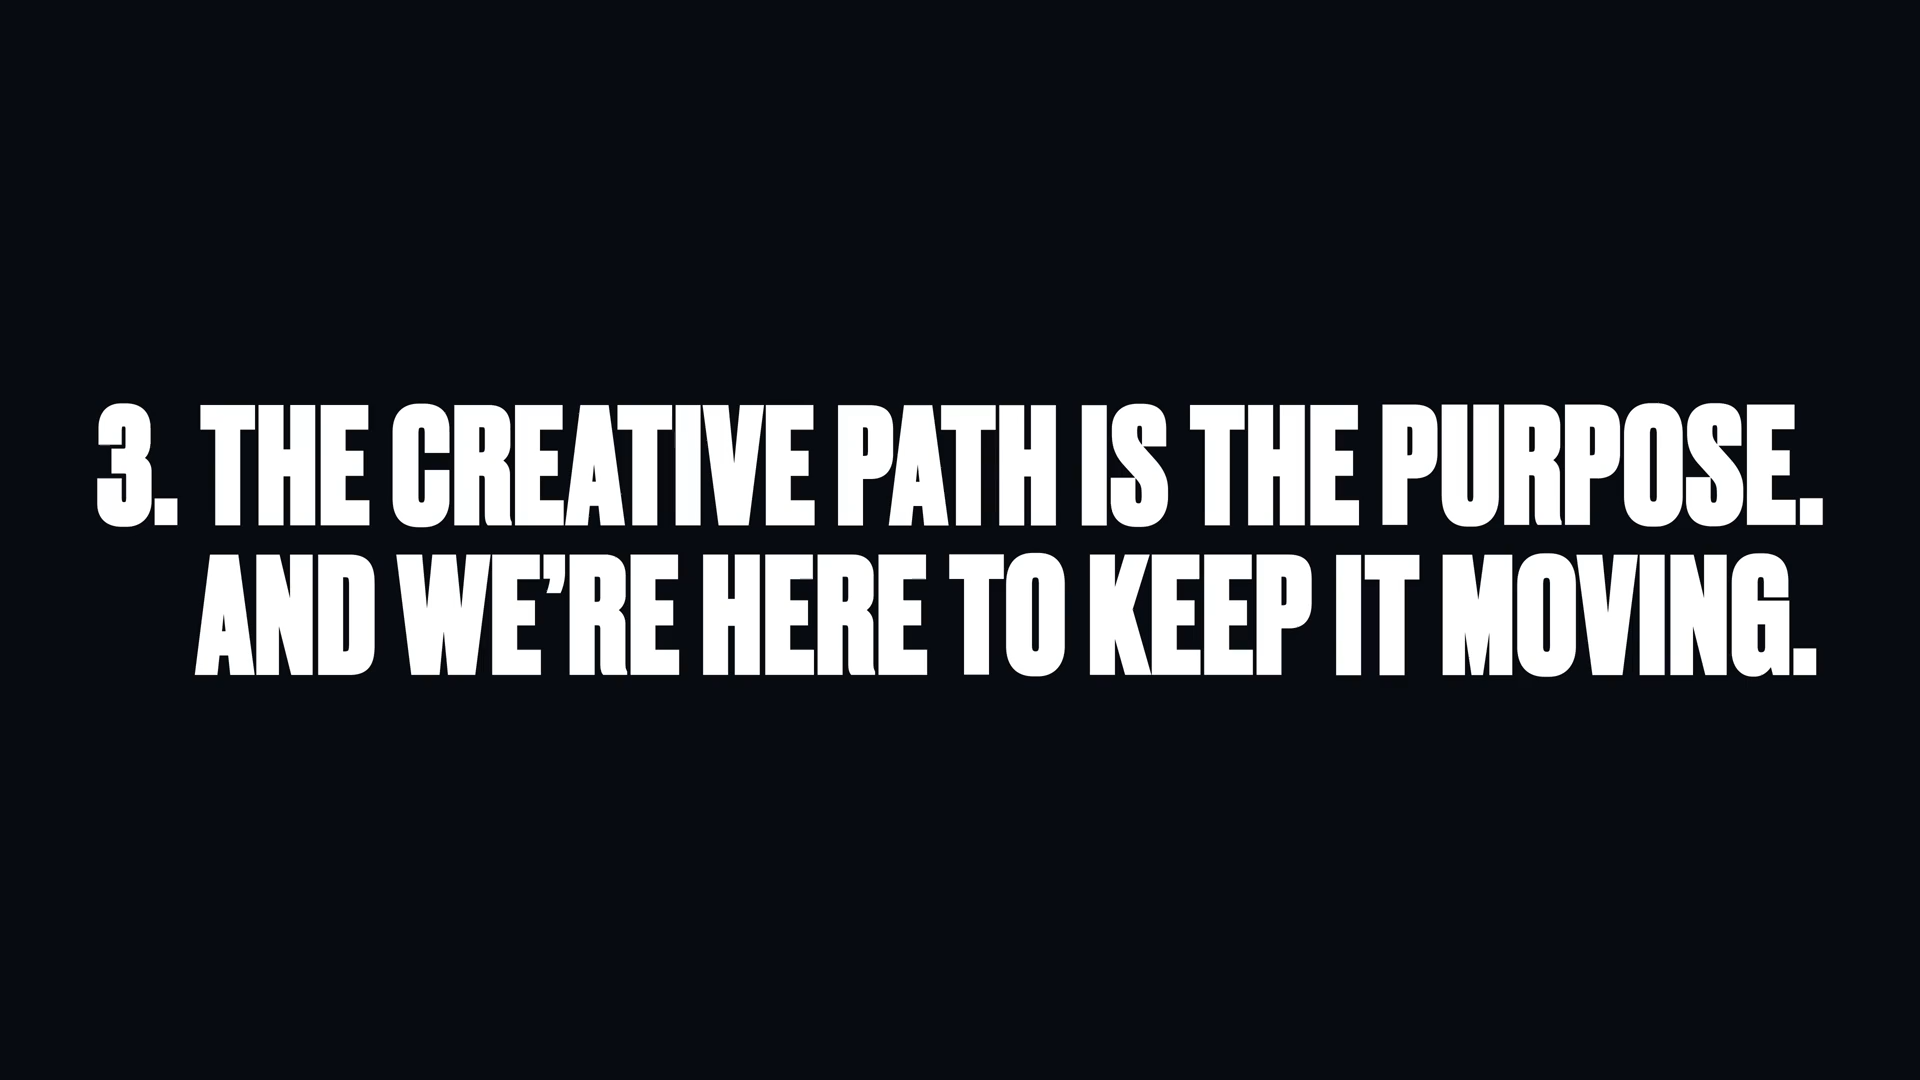 3. THE CREATIVE PATH IS THE PURPOSE.
AND WE’RE HERE TO KEEP IT MOVING.